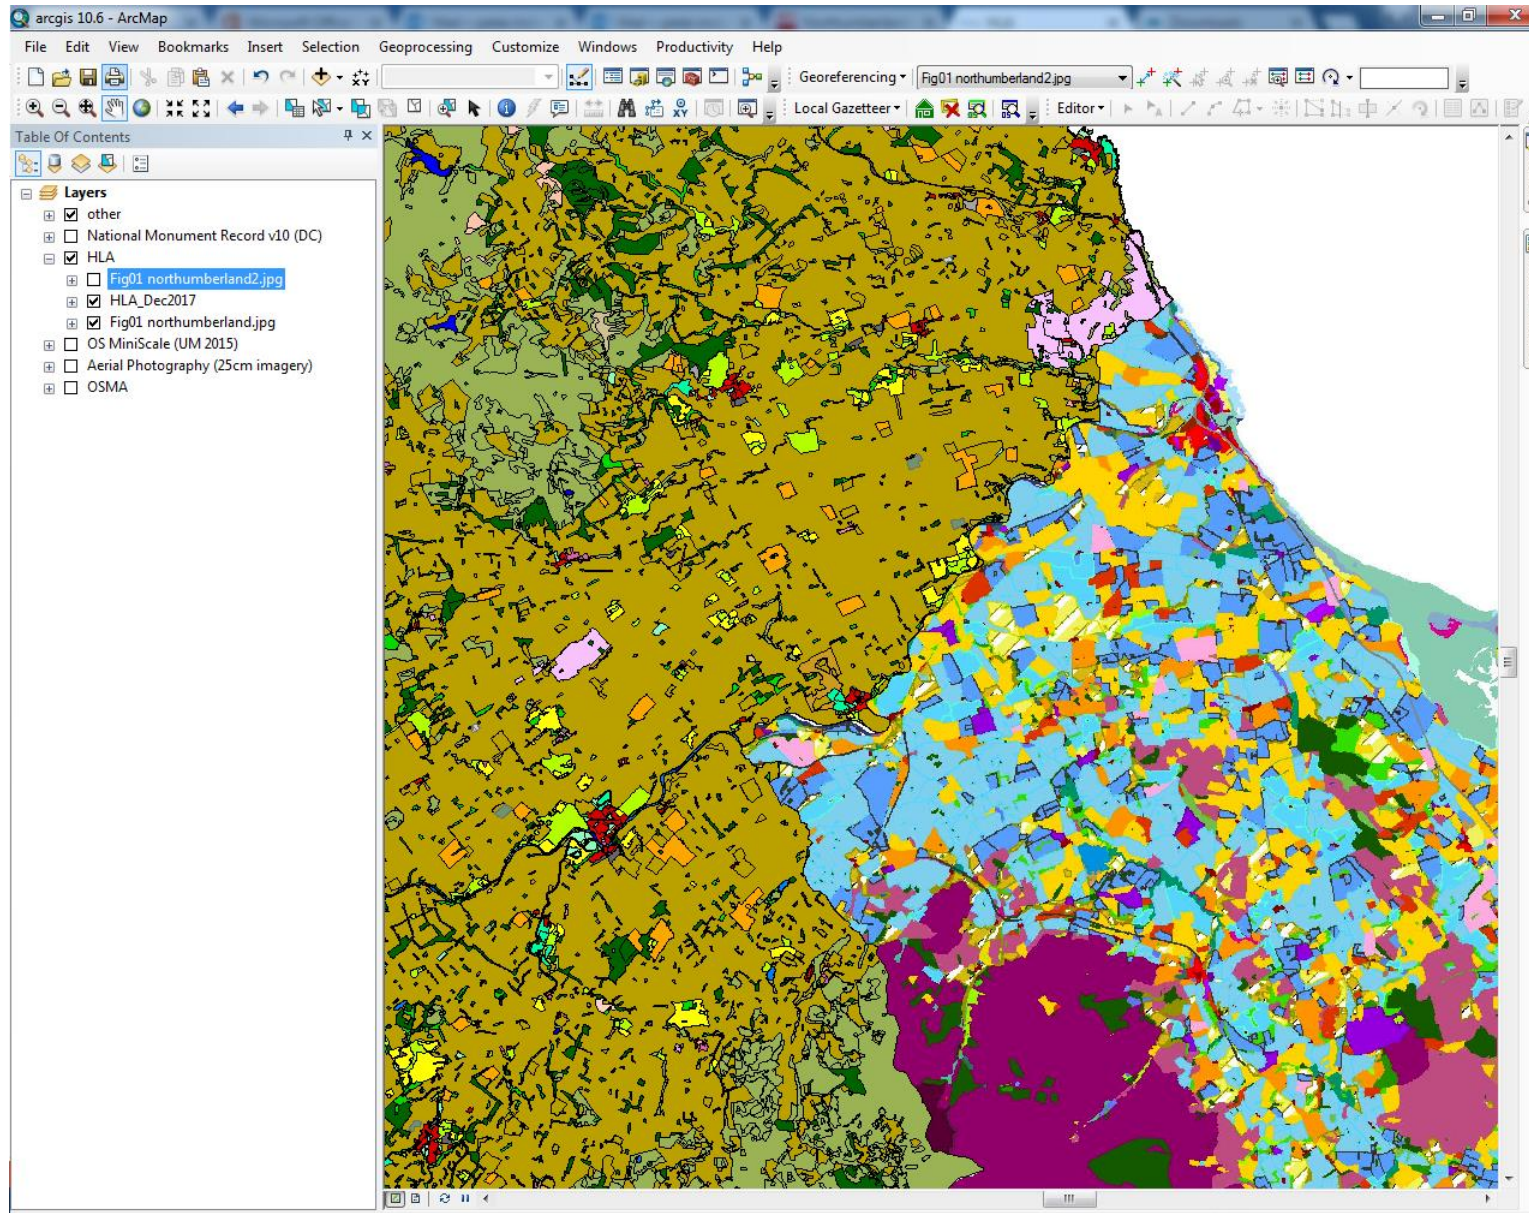 arcgis 10.6 - ArcMap
File Edit View Bookmarks Insert Selection Geoprocessing Customize Windows Productivity Help
Georeferencing Fig01 northumberland2.jpg
Local Gazetteer Editor
Table Of Contents
Layers
other
National Monument Record v10 (DC)
HLA
Fig01 northumberland2.jpg
HLA_Dec2017
Fig01 northumberland.jpg
OS MiniScale (UM 2015)
Aerial Photography (25cm imagery)
OSMA